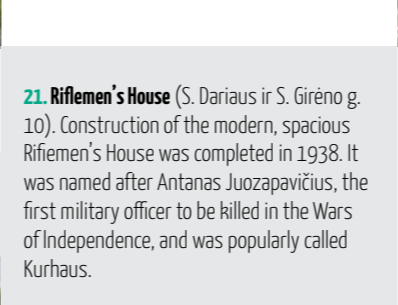 21. Riflemen's House (S. Dariaus ir S. Girėno g.
10). Construction of the modern, spacious
Rifiemen's House was completed in 1938. It
was named after Antanas Juozapavičius, the
first military officer to be killed in the Wars
of Independence, and was popularly called
Kurhaus.